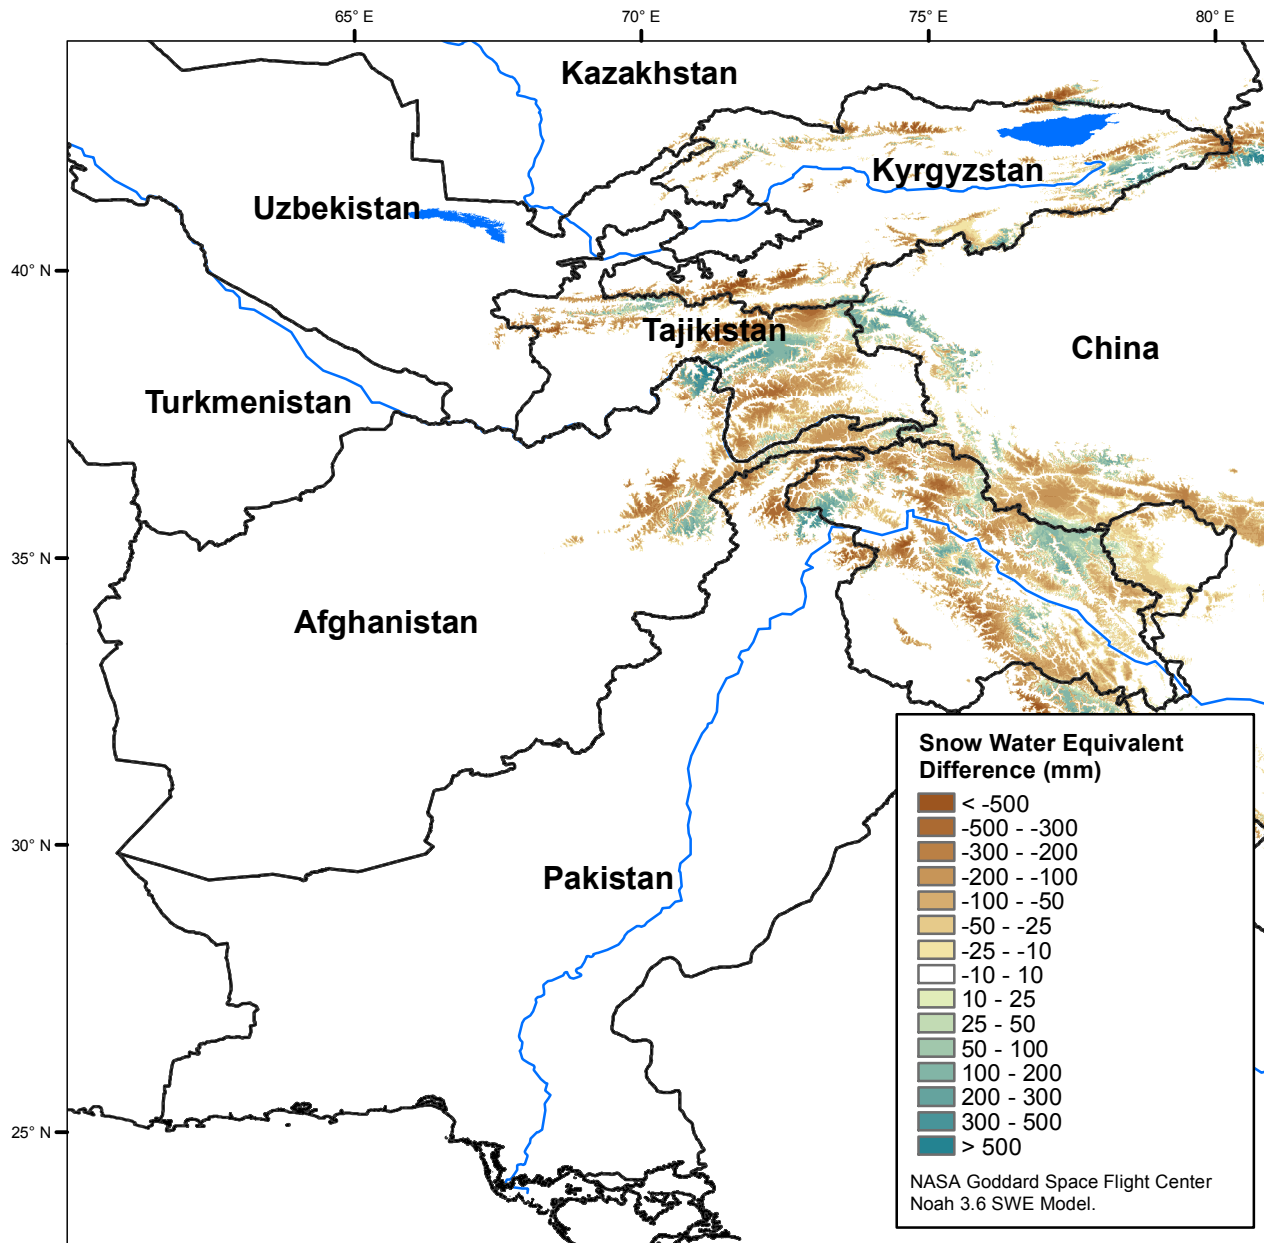 65° E
70° E
75° E
80° E
Kazakhstan
Kyrgyzstan
Uzbekistan
40° N
Tajikistan
China
Turkmenistan
35° N
Afghanistan
30° N
Pakistan
25° N
Snow Water Equivalent
Difference (mm)
< -500
-500 - -300
-300 - -200
-200 - -100
-100 - -50
-50 - -25
-25 - -10
-10 - 10
10 - 25
25 - 50
50 - 100
100 - 200
200 - 300
300 - 500
> 500
NASA Goddard Space Flight Center
Noah 3.6 SWE Model.